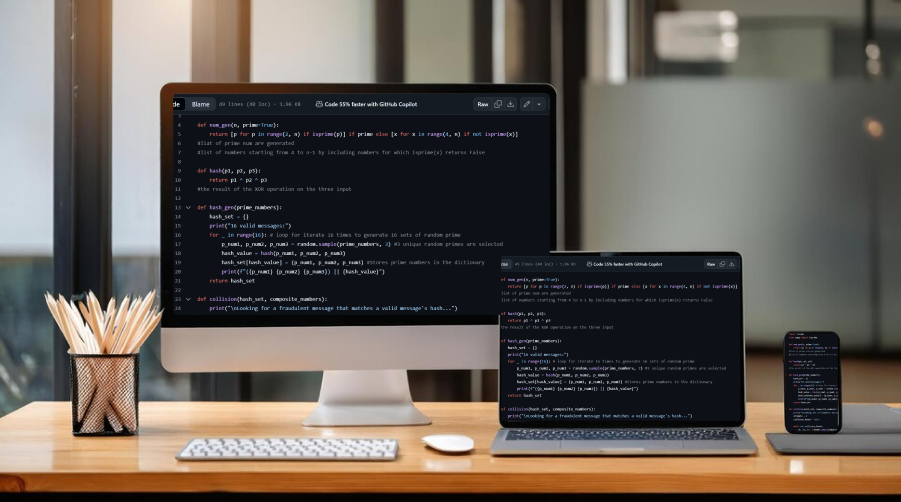 de Blame 49 lines (40 loc) · 1.96 KB Code 55% faster with GitHub Copilot Raw
3
4 def num_gen(n, prime=True):
5 return [p for p in range(2, n) if isprime(p)] if prime else [x for x in range(4, n) if not isprime(x)]
6 #list of prime num are generated
7 #list of numbers starting from 4 to n-1 by including numbers for which isprime(x) returns False
8
9 def hash(p1, p2, p3):
10 return p1 ^ p2 ^ p3
11 #the result of the XOR operation on the three input
12
13 def hash_gen(prime_numbers):
14 hash_set = {}
15 print("16 valid messages:")
16 for _ in range(16): # loop for iterate 16 times to generate 16 sets of random prime
17 p_num1, p_num2, p_num3 = random.sample(prime_numbers, 3) #3 unique random primes are selected
18 hash_value = hash(p_num1, p_num2, p_num3)
19 hash_set[hash_value] = (p_num1, p_num2, p_num3) #Stores prime numbers in the dictionary
20 print(f"({p_num1} {p_num2} {p_num3}) || {hash_value}")
21 return hash_set
22
23 def collision(hash_set, composite_numbers):
24 print("\nLooking for a fraudulent message that matches a valid message's hash...")
49 lines (40 loc) · 1.96 KB Code 55% faster with GitHub Copilot Raw
ef num_gen(n, prime=True):
return [p for p in range(2, n) if isprime(p)] if prime else [x for x in range(4, n) if not isprime(x)]
list of prime num are generated
list of numbers starting from 4 to n-1 by including numbers for which isprime(x) returns False
ef hash(p1, p2, p3):
return p1 ^ p2 ^ p3
the result of the XOR operation on the three input
ef hash_gen(prime_numbers):
hash_set = {}
print("16 valid messages:")
for _ in range(16): # loop for iterate 16 times to generate 16 sets of random prime
p_num1, p_num2, p_num3 = random.sample(prime_numbers, 3) #3 unique random primes are selected
hash_value = hash(p_num1, p_num2, p_num3)
hash_set[hash_value] = (p_num1, p_num2, p_num3) #Stores prime numbers in the dictionary
print(f"({p_num1} {p_num2} {p_num3}) || {hash_value}")
return hash_set
ef collision(hash_set, composite_numbers):
print("\nLooking for a fraudulent message that matches a valid message's hash...")